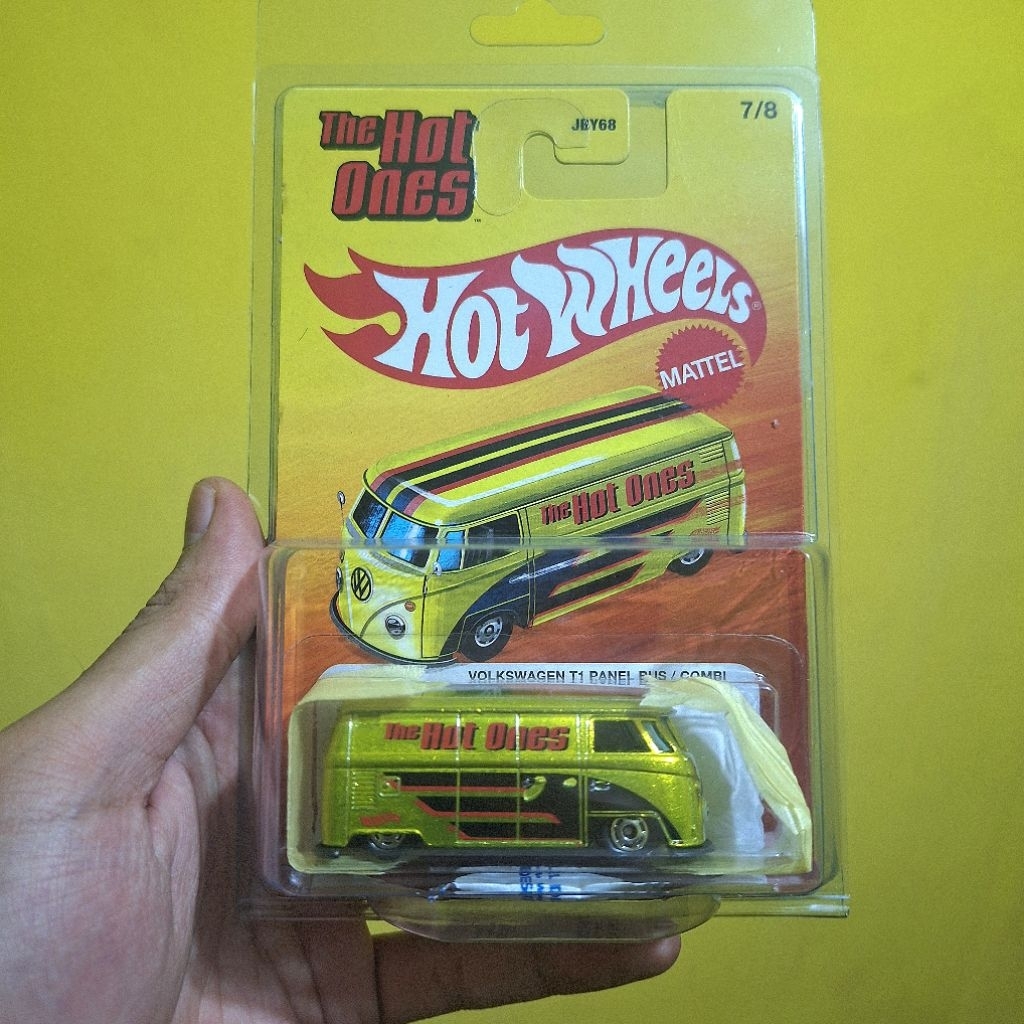 The Hot
Ones
TM
JBY68
7/8
Hot Wheels
MATTEL
The Hot Ones
VOLKSWAGEN T1 PANEL BUS / COMBI
The Hot Ones